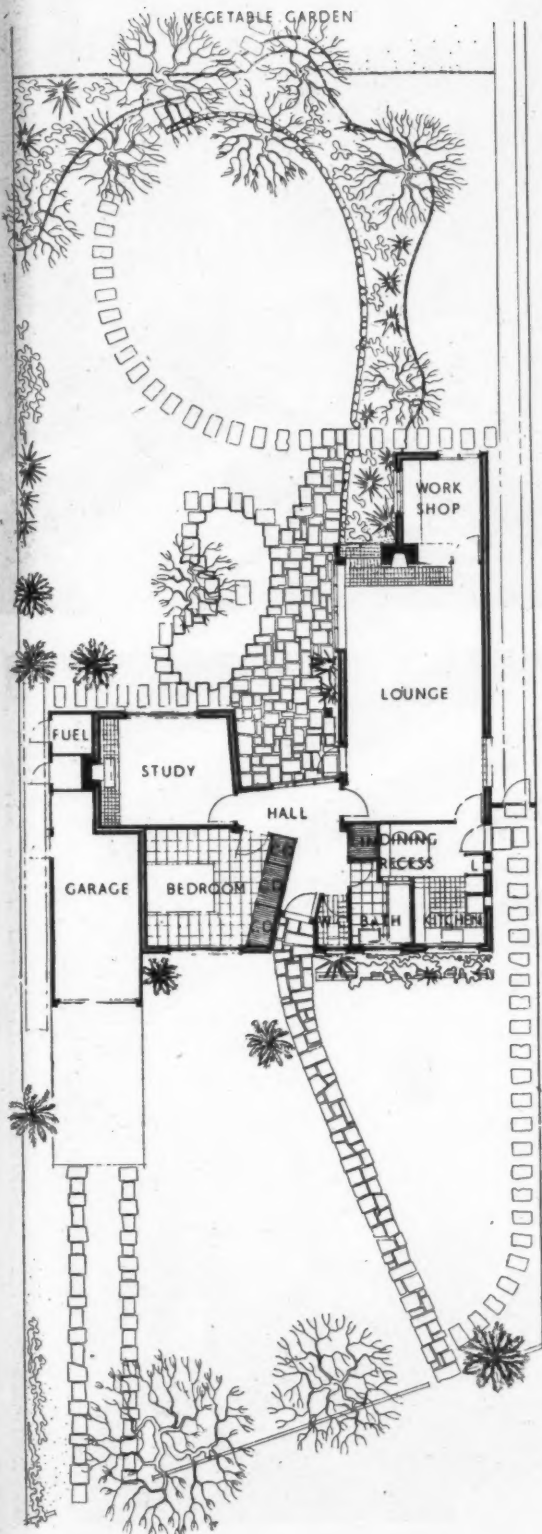 VEGETABLE GARDEN
WORK
SHOP
LOUNGE
FUEL
STUDY
HALL
DINING
RECESS
GARAGE
BEDROOM
W.C.
BATH
KITCHEN